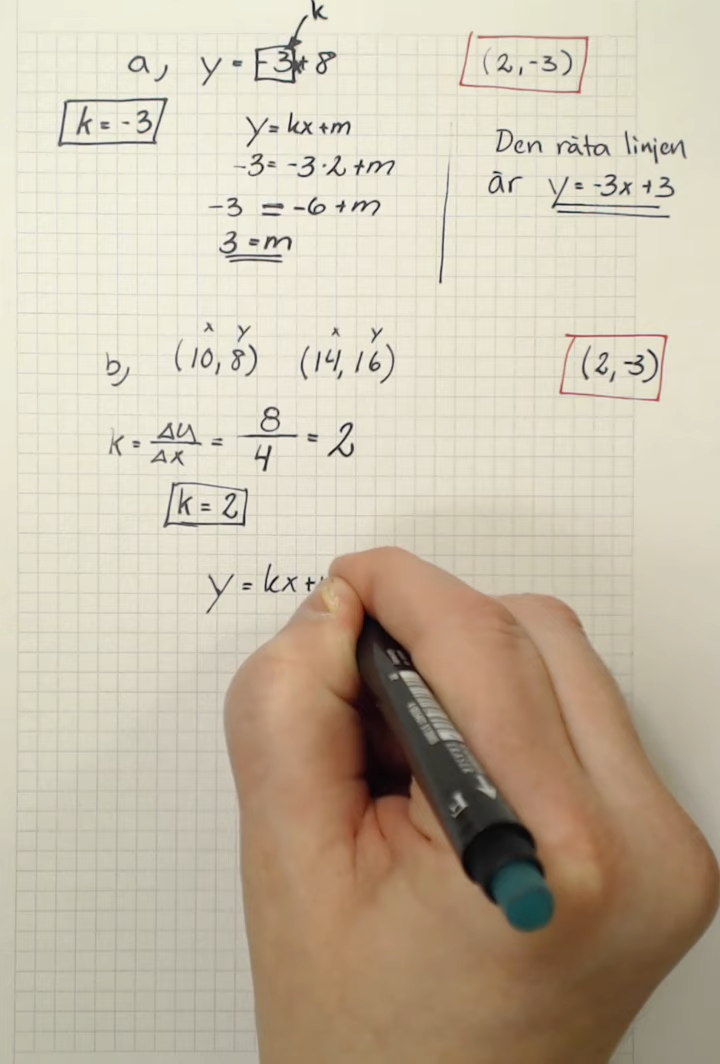 k
a, y = -3x+8 (2,-3)
k = -3
y=kx+m
-3=-3·2+m
-3 = -6+m
3=m
Den räta linjen
är y=-3x+3
x y x y
b, (10,8) (14,16) (2,-3)
k = Δy/Δx = 8/4 = 2
k = 2
y = kx+